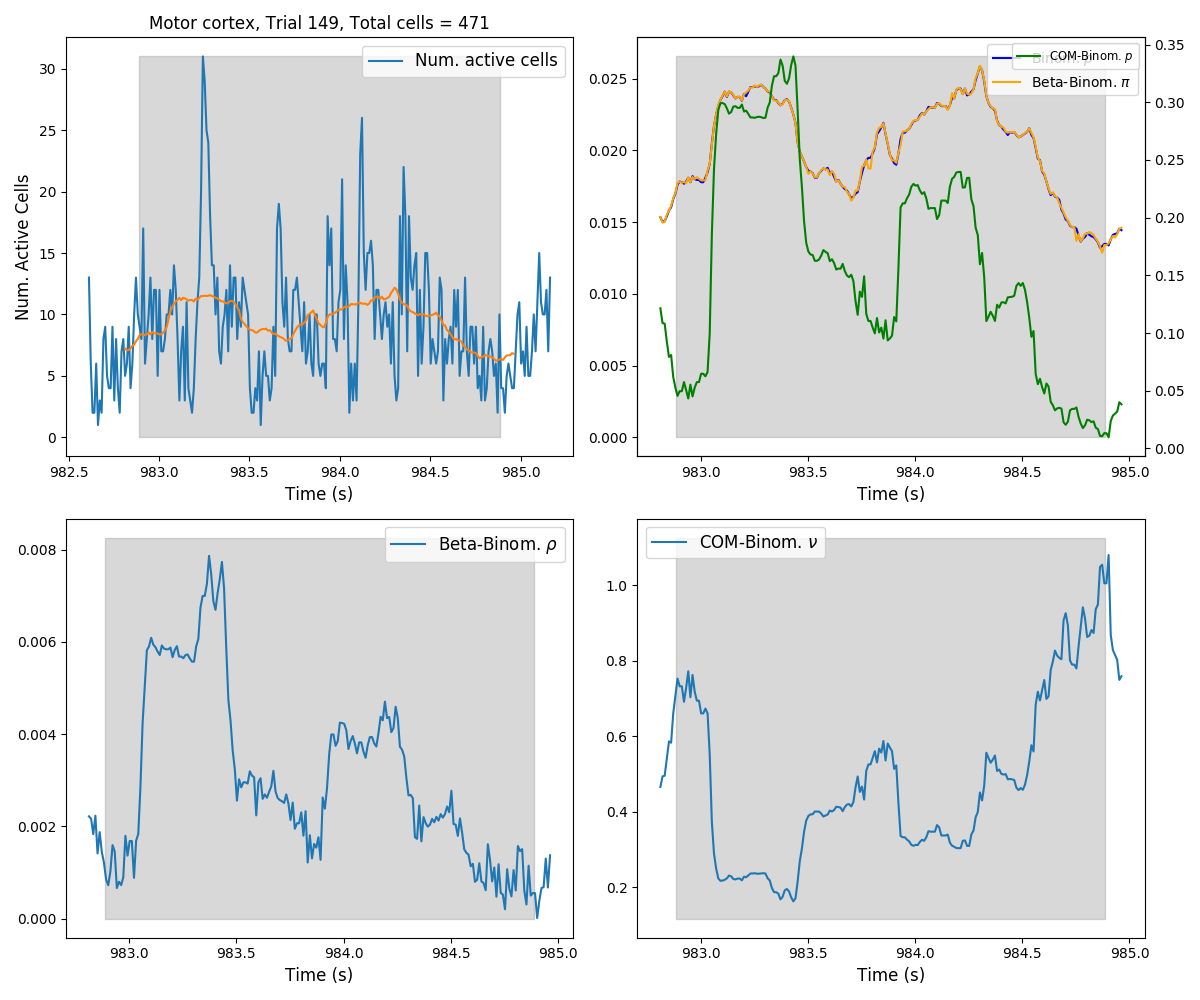 Motor cortex, Trial 149, Total cells = 471
Num. active cells
Num. Active Cells
30
25
20
15
10
5
0
982.5 983.0 983.5 984.0 984.5 985.0
Time (s)
COM-Binom. p
Binom. p
Beta-Binom. π
0.025
0.020
0.015
0.010
0.005
0.000
0.35
0.30
0.25
0.20
0.15
0.10
0.05
0.00
983.0 983.5 984.0 984.5 985.0
Time (s)
Beta-Binom. ρ
0.008
0.006
0.004
0.002
0.000
983.0 983.5 984.0 984.5 985.0
Time (s)
COM-Binom. ν
1.0
0.8
0.6
0.4
0.2
983.0 983.5 984.0 984.5 985.0
Time (s)